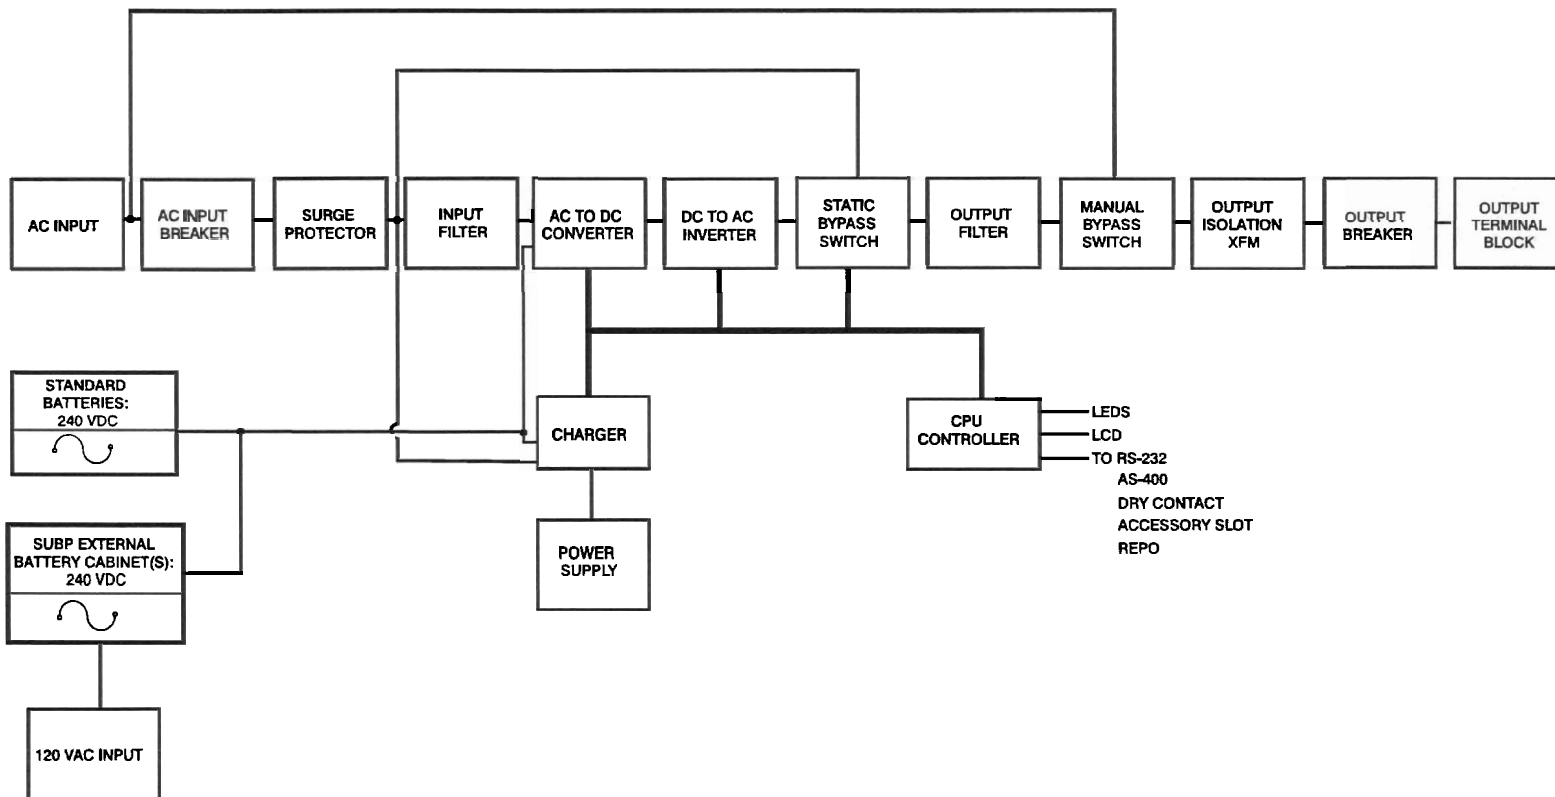 AC INPUT
AC INPUT
BREAKER
SURGE
PROTECTOR
INPUT
FILTER
AC TO DC
CONVERTER
DC TO AC
INVERTER
STATIC
BYPASS
SWITCH
OUTPUT
FILTER
MANUAL
BYPASS
SWITCH
OUTPUT
ISOLATION
XFM
OUTPUT
BREAKER
OUTPUT
TERMINAL
BLOCK
STANDARD
BATTERIES:
240 VDC
CHARGER
CPU
CONTROLLER
LEDS
LCD
TO RS-232
AS-400
DRY CONTACT
ACCESSORY SLOT
REPO
SUBP EXTERNAL
BATTERY CABINET(S):
240 VDC
POWER
SUPPLY
120 VAC INPUT